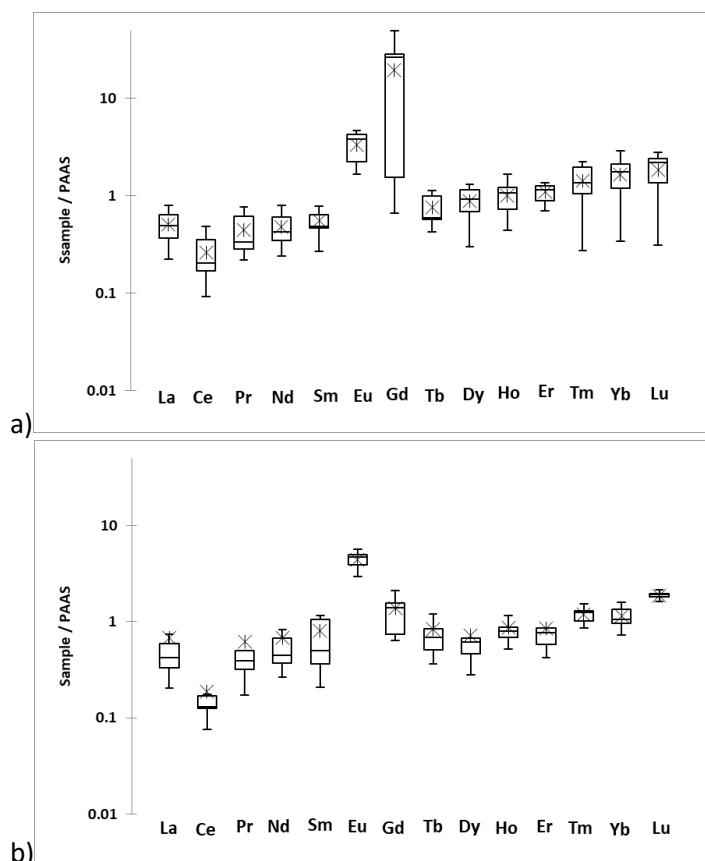 10
1
0.1
0.01
Ssample / PAAS
La Ce Pr Nd Sm Eu Gd Tb Dy Ho Er Tm Yb Lu
a)
10
1
0.1
0.01
Sample / PAAS
La Ce Pr Nd Sm Eu Gd Tb Dy Ho Er Tm Yb Lu
b)